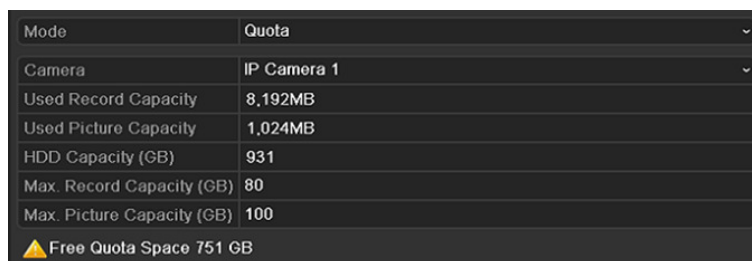 Mode Quota
Camera IP Camera 1
Used Record Capacity 8,192MB
Used Picture Capacity 1,024MB
HDD Capacity (GB) 931
Max. Record Capacity (GB) 80
Max. Picture Capacity (GB) 100
Free Quota Space 751 GB